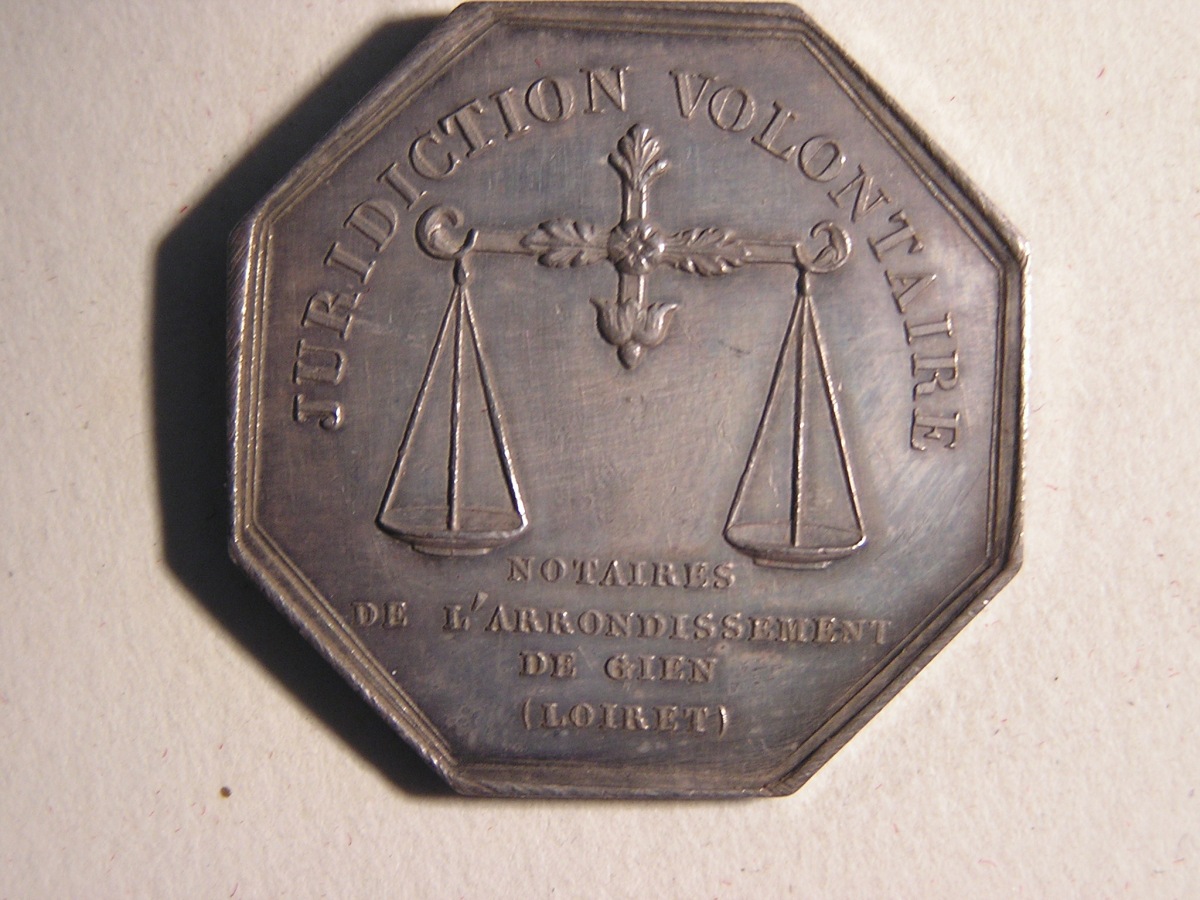 JURIDICTION VOLONTAIRE
NOTAIRES
DE L'ARRONDISSEMENT
DE GIEN
(LOIRET)